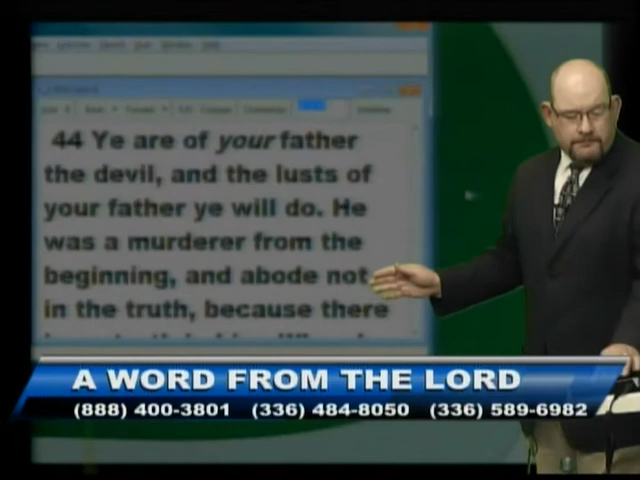 44 Ye are of your father
the devil, and the lusts of
your father ye will do. He
was a murderer from the
beginning, and abode not
in the truth, because there
A WORD FROM THE LORD
(888) 400-3801 (336) 484-8050 (336) 589-6982